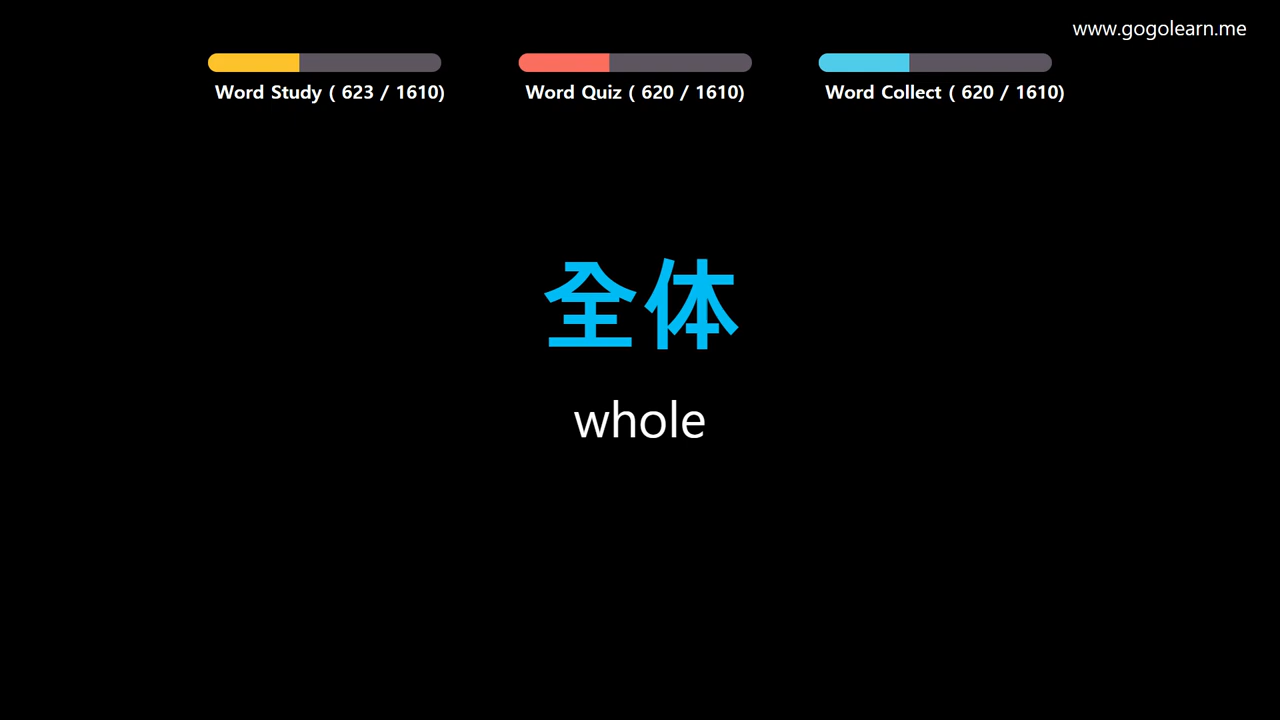 www.gogolearn.me
Word Study ( 623 / 1610)
Word Quiz ( 620 / 1610)
Word Collect ( 620 / 1610)
全体
whole